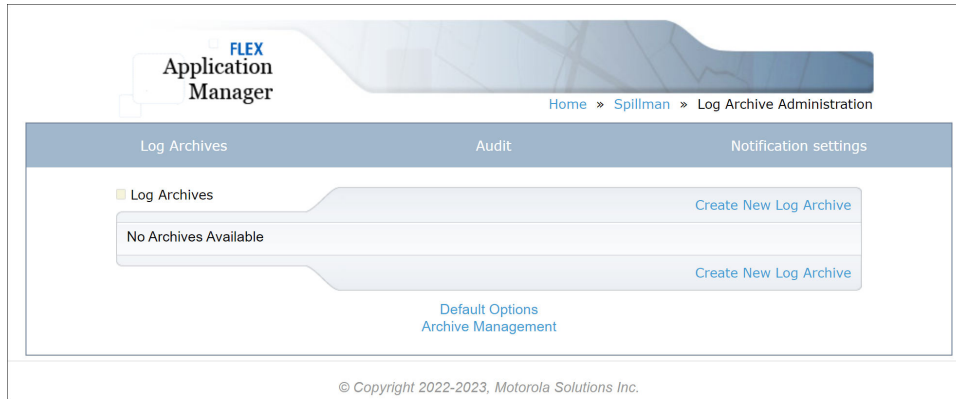 FLEX
Application
Manager
Home » Spillman » Log Archive Administration
Log Archives Audit Notification settings
Log Archives
Create New Log Archive
No Archives Available
Create New Log Archive
Default Options
Archive Management
© Copyright 2022-2023, Motorola Solutions Inc.